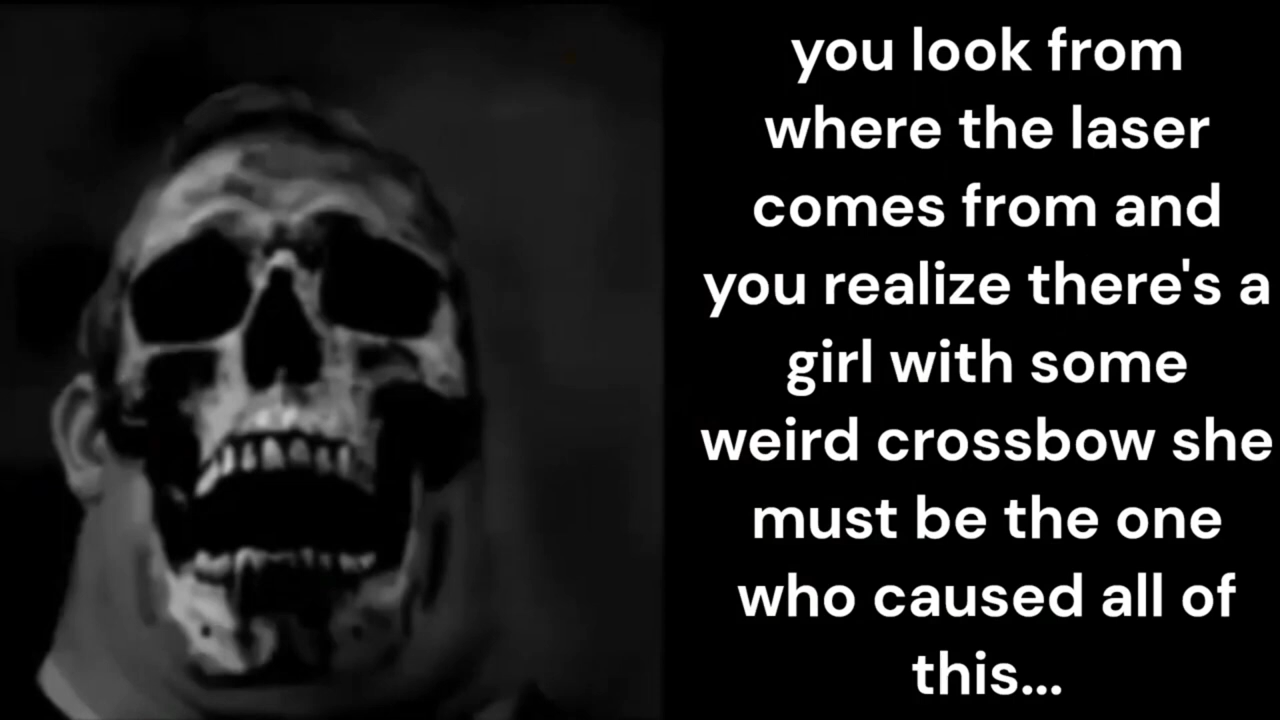 you look from
where the laser
comes from and
you realize there's a
girl with some
weird crossbow she
must be the one
who caused all of
this...